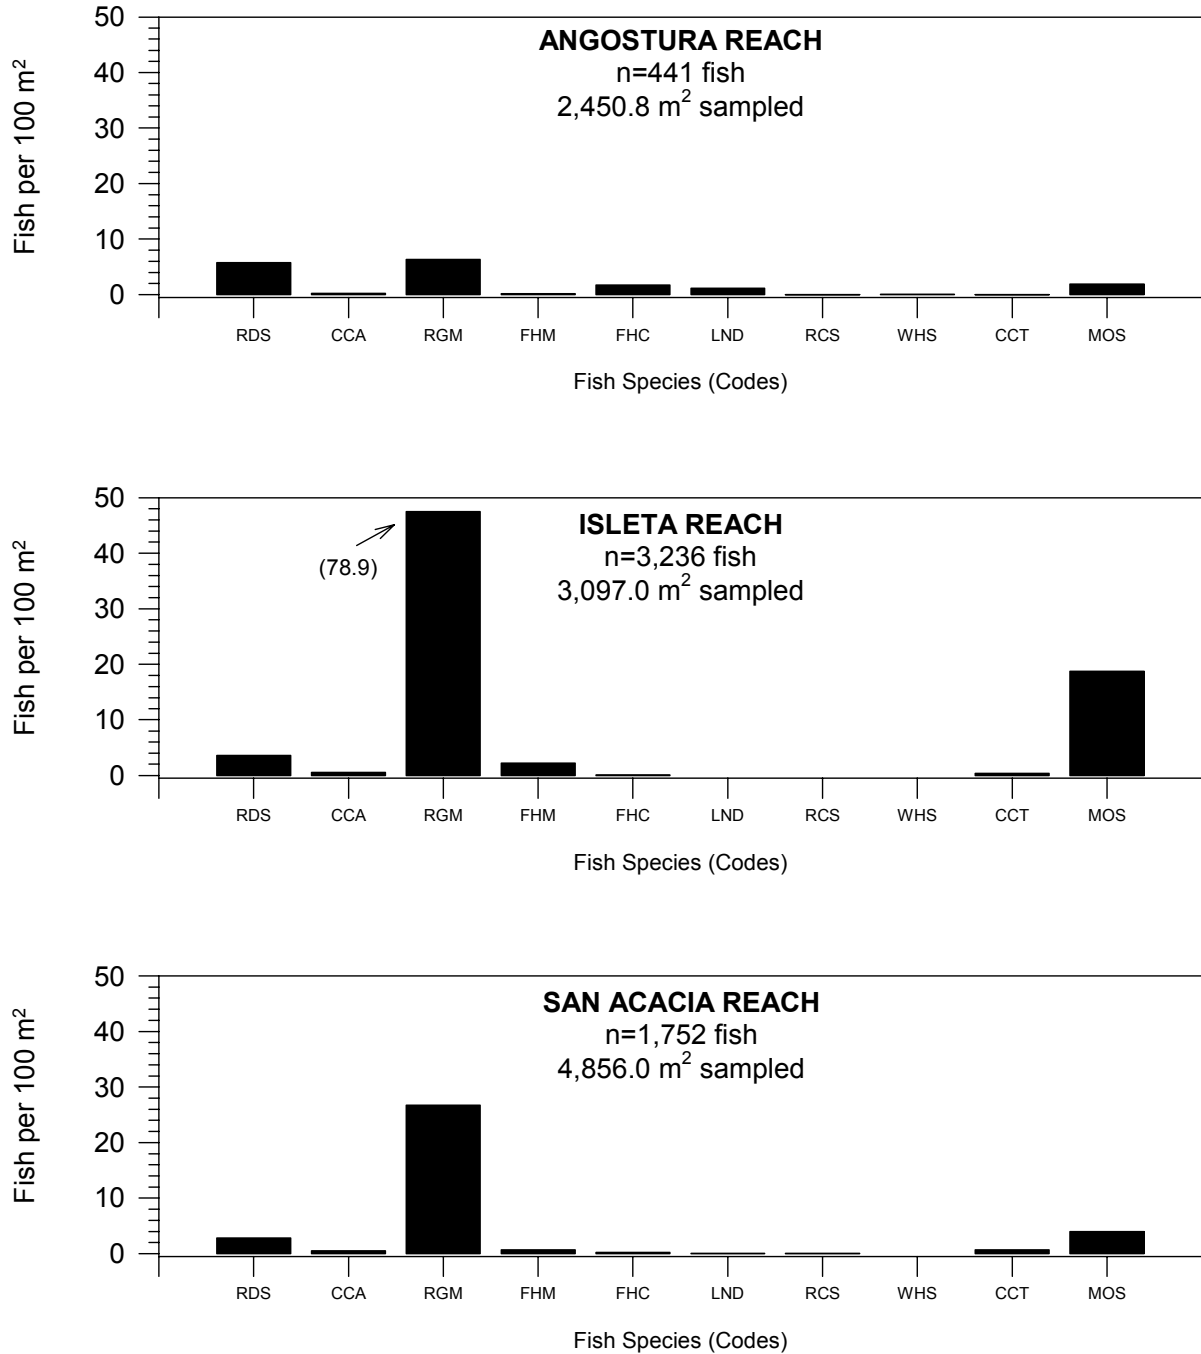 50
40
30
20
10
0
Fish per 100 m²
ANGOSTURA REACH
n=441 fish
2,450.8 m² sampled
RDS CCA RGM FHM FHC LND RCS WHS CCT MOS
Fish Species (Codes)
50
40
30
20
10
0
Fish per 100 m²
(78.9)
ISLETA REACH
n=3,236 fish
3,097.0 m² sampled
RDS CCA RGM FHM FHC LND RCS WHS CCT MOS
Fish Species (Codes)
50
40
30
20
10
0
Fish per 100 m²
SAN ACACIA REACH
n=1,752 fish
4,856.0 m² sampled
RDS CCA RGM FHM FHC LND RCS WHS CCT MOS
Fish Species (Codes)